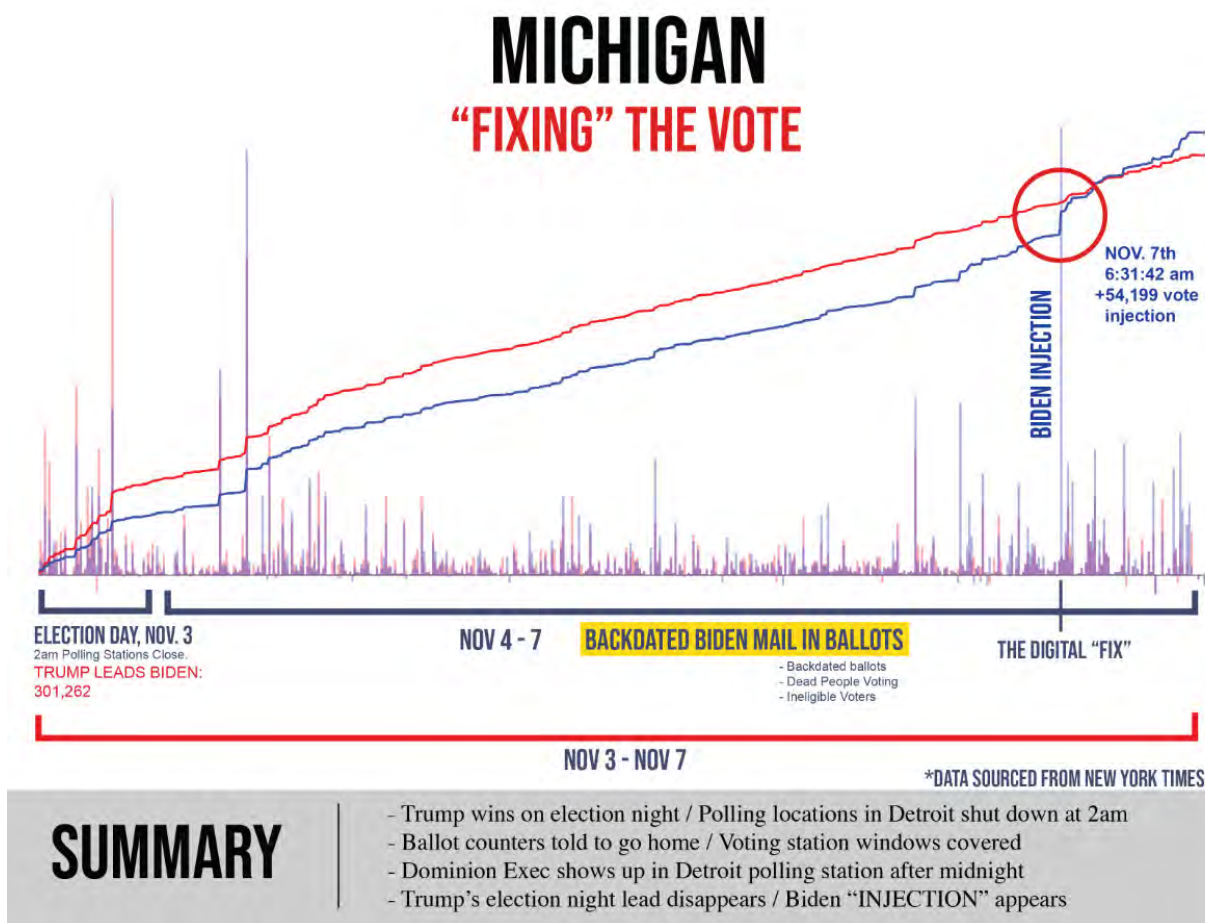 MICHIGAN
“FIXING” THE VOTE
NOV. 7th
6:31:42 am
+54,199 vote
injection
BIDEN INJECTION
ELECTION DAY, NOV. 3
2am Polling Stations Close.
TRUMP LEADS BIDEN:
301,262
NOV 4 - 7
BACKDATED BIDEN MAIL IN BALLOTS
- Backdated ballots
- Dead People Voting
- Ineligible Voters
THE DIGITAL “FIX”
NOV 3 - NOV 7
*DATA SOURCED FROM NEW YORK TIMES
SUMMARY
- Trump wins on election night / Polling locations in Detroit shut down at 2am
- Ballot counters told to go home / Voting station windows covered
- Dominion Exec shows up in Detroit polling station after midnight
- Trump’s election night lead disappears / Biden “INJECTION” appears